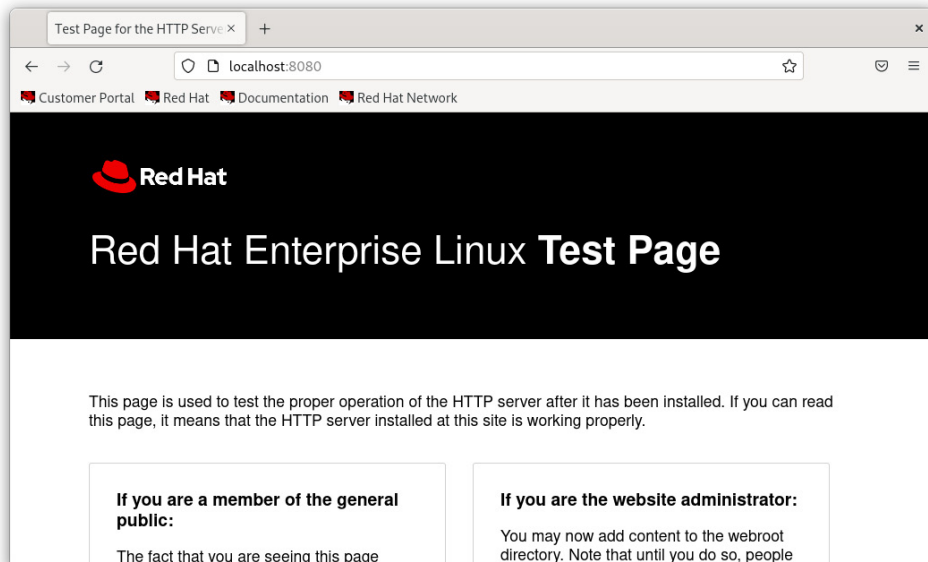 Test Page for the HTTP Serve
localhost:8080
Customer Portal Red Hat Documentation Red Hat Network
Red Hat
Red Hat Enterprise Linux Test Page
This page is used to test the proper operation of the HTTP server after it has been installed. If you can read
this page, it means that the HTTP server installed at this site is working properly.
If you are a member of the general
public:
The fact that you are seeing this page
If you are the website administrator:
You may now add content to the webroot
directory. Note that until you do so, people